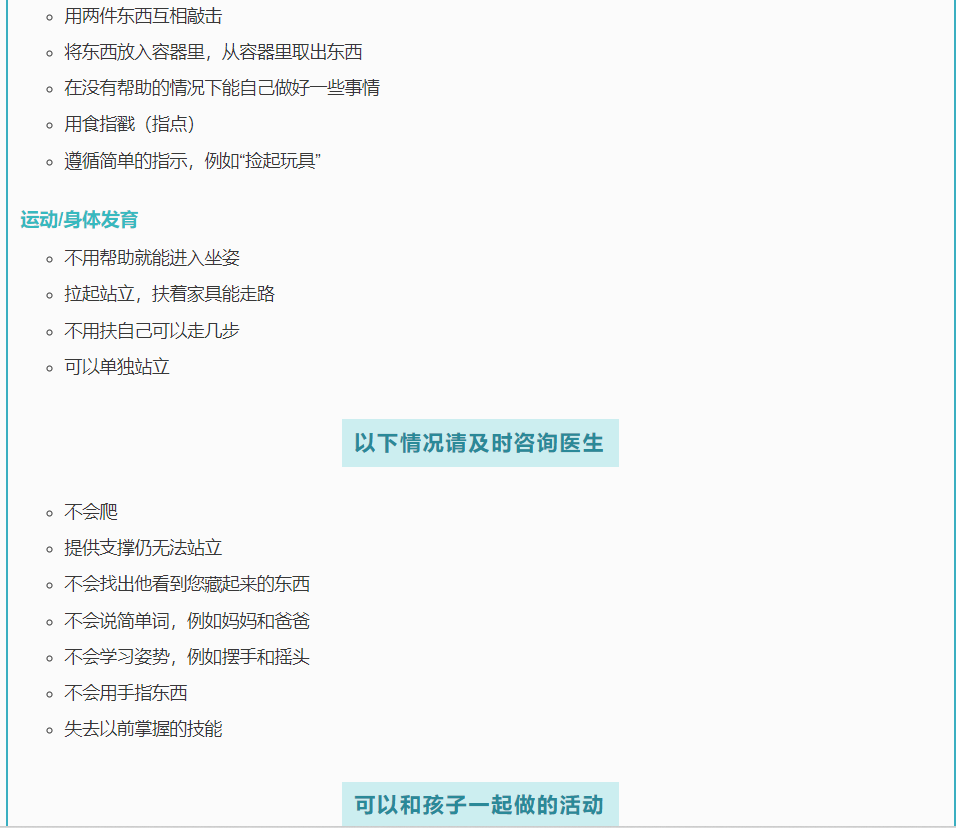 用两件东西互相敲击
将东西放入容器里，从容器里取出东西
在没有帮助的情况下能自己做好一些事情
用食指戳（指点）
遵循简单的指示，例如“捡起玩具”
运动/身体发育
不用帮助就能进入坐姿
拉起站立，扶着家具能走路
不用扶自己可以走几步
可以单独站立
以下情况请及时咨询医生
不会爬
提供支撑仍无法站立
不会找出他看到您藏起来的东西
不会说简单词，例如妈妈和爸爸
不会学习姿势，例如摆手和摇头
不会用手指东西
失去以前掌握的技能
可以和孩子一起做的活动